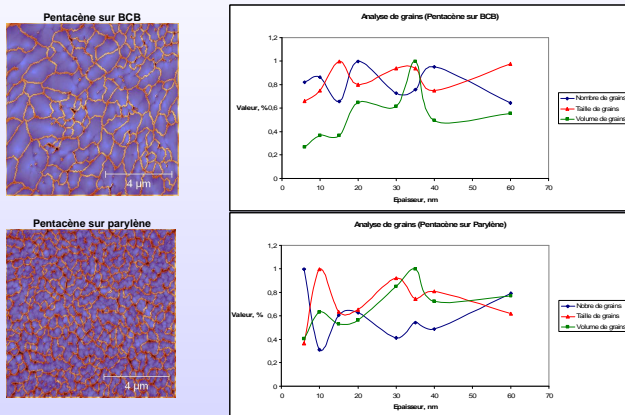 Pentacène sur BCB
4 µm
Analyse de grains (Pentacène sur BCB)
1,2
1
0,8
Valeur, %
0,6
0,4
0,2
0
0 10 20 30 40 50 60 70
Epaisseur, nm
Nombre de grains
Taille de grains
Volume de grains
Pentacène sur parylène
4 µm
Analyse de grains (Pentacène sur Parylène)
1,2
1
0,8
Valeur, %
0,6
0,4
0,2
0
0 10 20 30 40 50 60 70
Epaisseur, nm
Nobre de grains
Taille de grains
Volume de grains